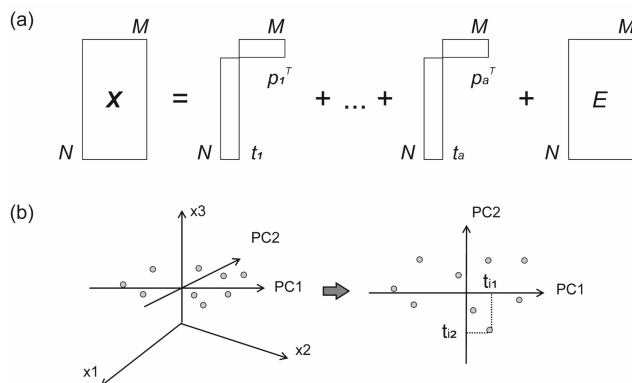 (a)
M M M M
X = p₁ᵀ + ... + pₐᵀ + E
N N t₁ N tₐ N
(b)
x3 PC2 PC1 x2 x1
PC2 PC1 tᵢ₁ tᵢ₂